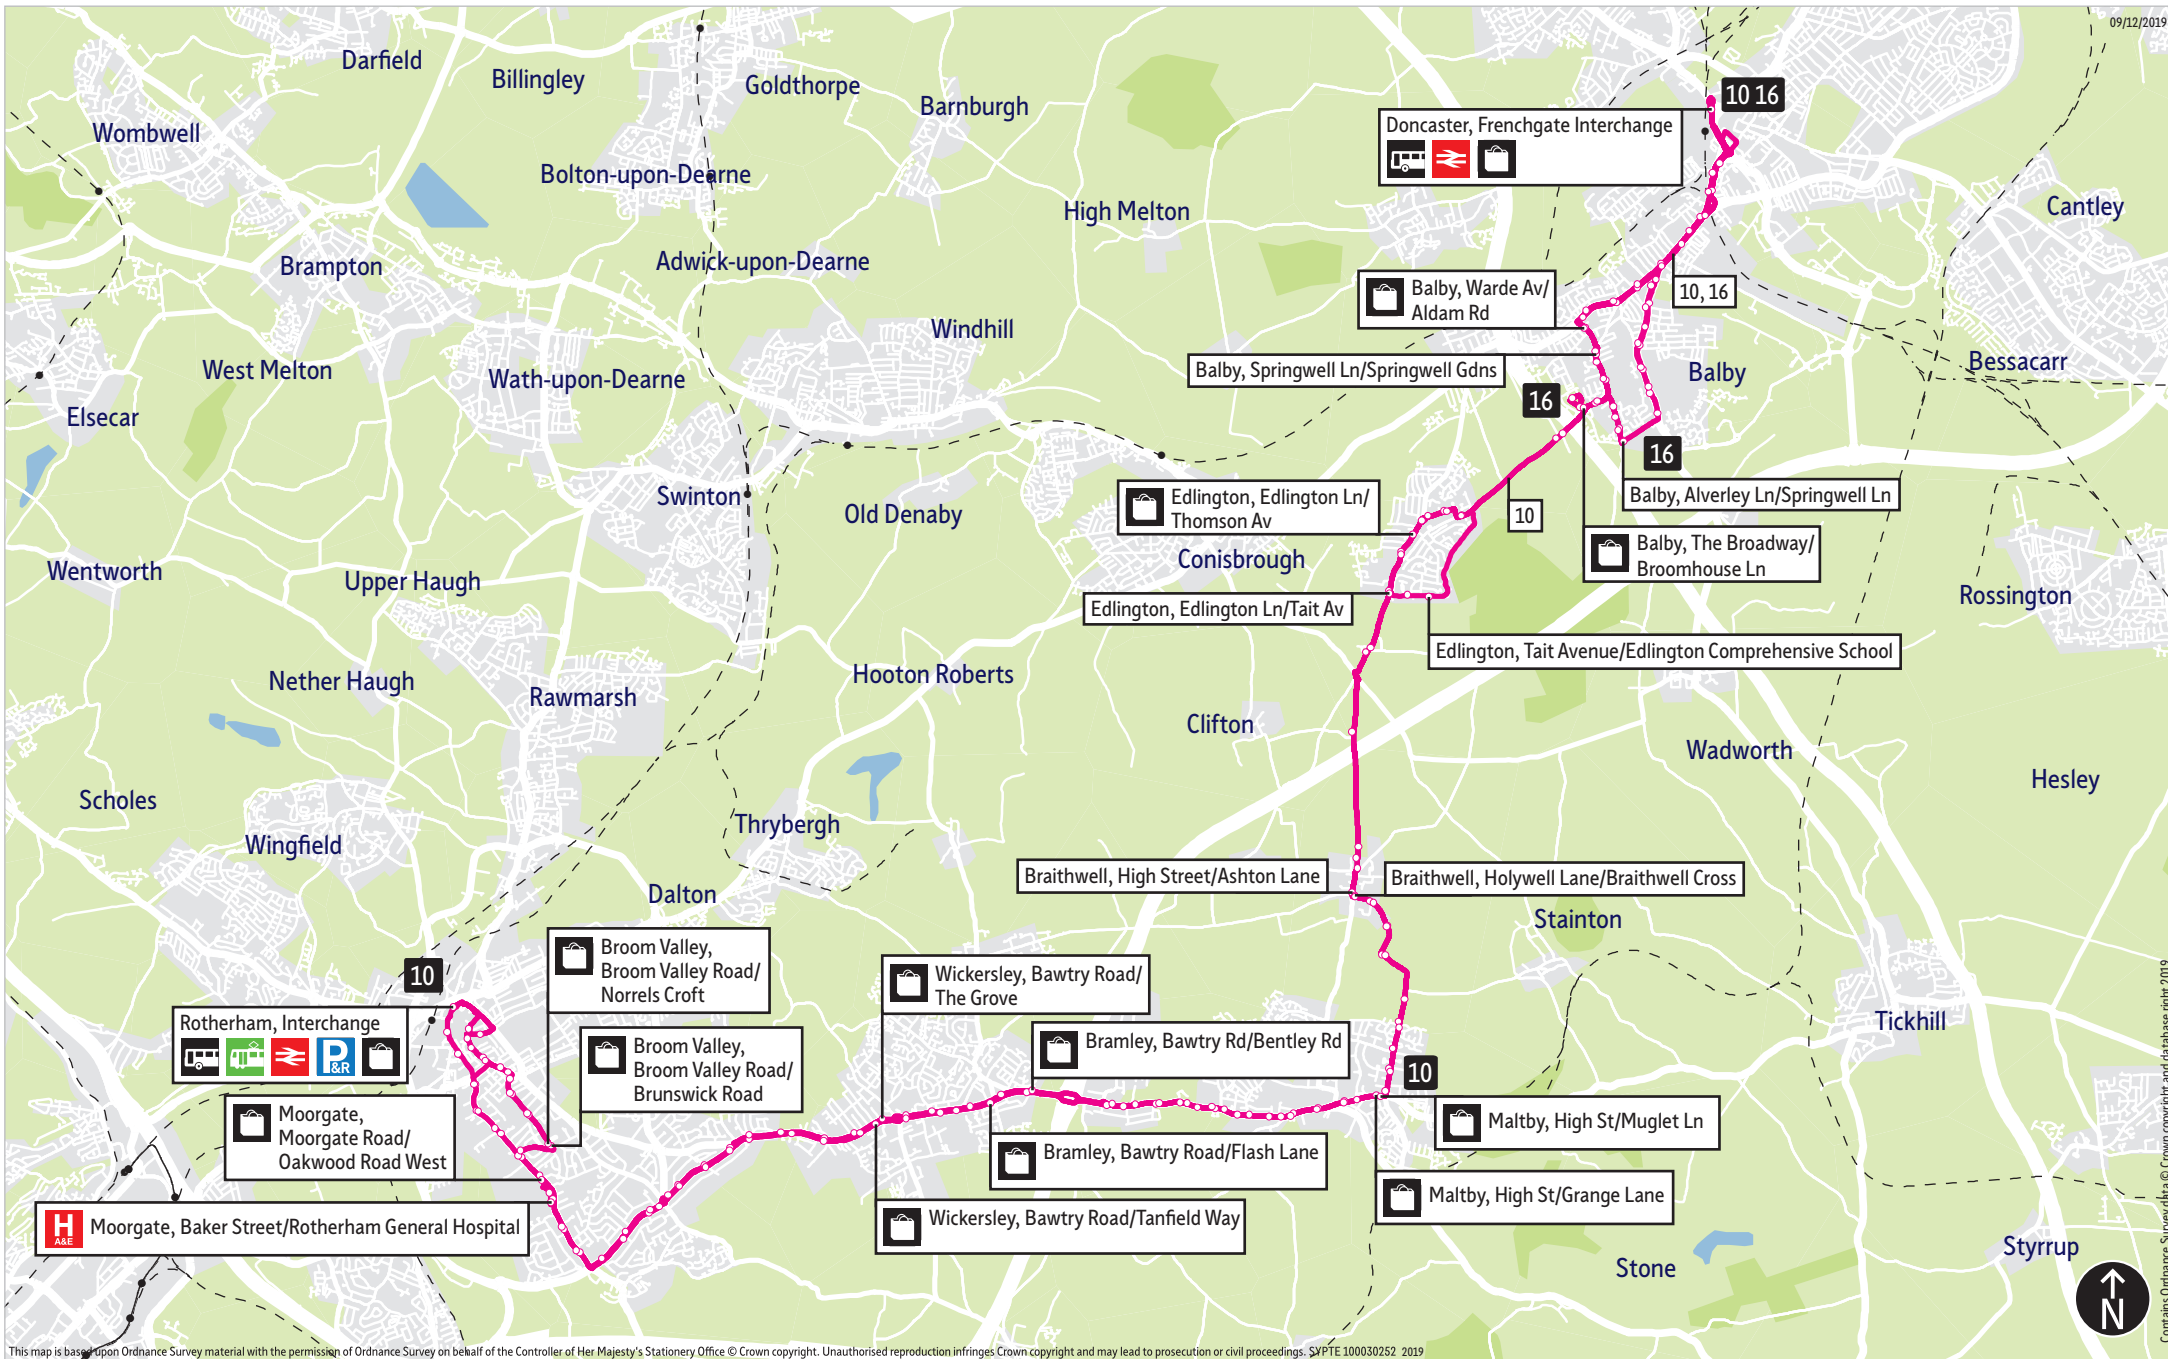 09/12/2019
Darfield
Billingley
Goldthorpe
Barnburgh
10 16
Doncaster, Frenchgate Interchange
Wombwell
Bolton-upon-Dearne
High Melton
Cantley
Brampton
Adwick-upon-Dearne
Balby, Warde Av/
Aldam Rd
10, 16
Windhill
West Melton
Wath-upon-Dearne
Balby, Springwell Ln/Springwell Gdns
Balby
Bessacarr
Elsecar
16
16
Swinton
Old Denaby
Edlington, Edlington Ln/
Thomson Av
10
Balby, Alverley Ln/Springwell Ln
Conisbrough
Balby, The Broadway/
Broomhouse Ln
Wentworth
Upper Haugh
Edlington, Edlington Ln/Tait Av
Rossington
Edlington, Tait Avenue/Edlington Comprehensive School
Nether Haugh
Rawmarsh
Hooton Roberts
Clifton
Wadworth
Hesley
Scholes
Wingfield
Thrybergh
Dalton
Braithwell, High Street/Ashton Lane
Braithwell, Holywell Lane/Braithwell Cross
Stainton
Tickhill
10
Broom Valley,
Broom Valley Road/
Norrels Croft
Wickersley, Bawtry Road/
The Grove
Rotherham, Interchange
P
P&R
Broom Valley,
Broom Valley Road/
Brunswick Road
Bramley, Bawtry Rd/Bentley Rd
10
Moorgate,
Moorgate Road/
Oakwood Road West
Maltby, High St/Muglet Ln
Bramley, Bawtry Road/Flash Lane
Maltby, High St/Grange Lane
H
A&E
Moorgate, Baker Street/Rotherham General Hospital
Wickersley, Bawtry Road/Tanfield Way
Stone
Styrrup
N
Contains Ordnance Survey data © Crown copyright and database right 2019
This map is based upon Ordnance Survey material with the permission of Ordnance Survey on behalf of the Controller of Her Majesty's Stationery Office © Crown copyright. Unauthorised reproduction infringes Crown copyright and may lead to prosecution or civil proceedings. SYPTE 100030252 2019